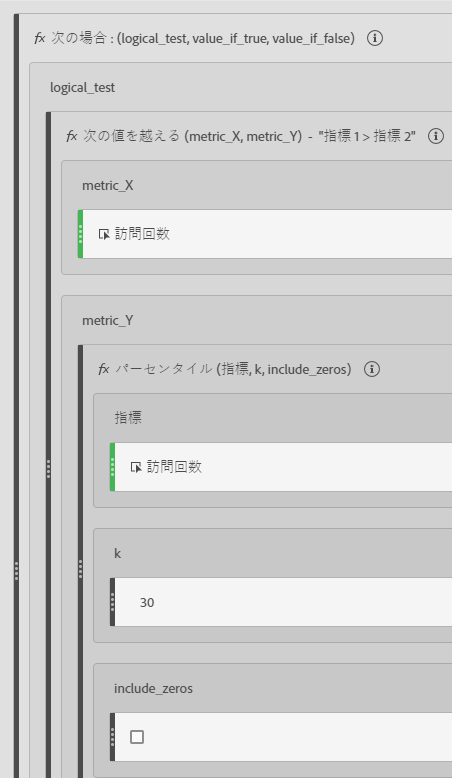 fx 次の場合 : (logical_test, value_if_true, value_if_false)
logical_test
fx 次の値を越える (metric_X, metric_Y) - "指標 1 > 指標 2"
metric_X
訪問回数
metric_Y
fx パーセンタイル (指標, k, include_zeros)
指標
訪問回数
k
30
include_zeros